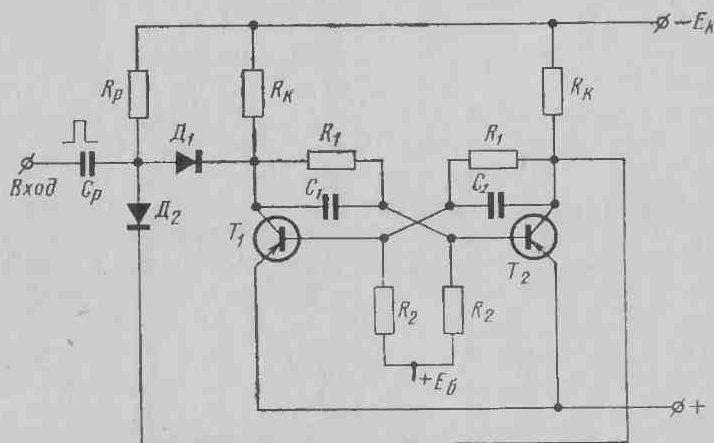 −Eк
Rр
Rк
Rк
Д₁
R₁
R₁
Вход
Cр
C₁
C₁
Д₂
T₁
T₂
R₂
R₂
+Eб
+